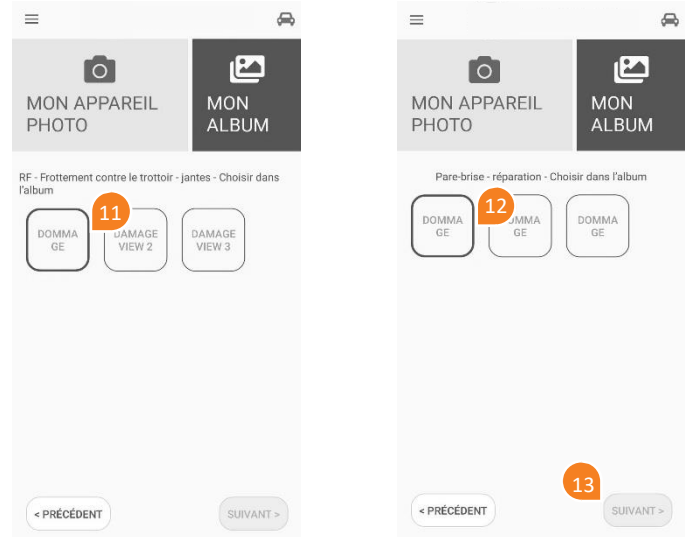 MON APPAREIL
PHOTO
MON
ALBUM
RF - Frottement contre le trottoir - jantes - Choisir dans
l'album
11
DOMMA
GE
DAMAGE
VIEW 2
DAMAGE
VIEW 3
< PRÉCÉDENT
SUIVANT >
MON APPAREIL
PHOTO
MON
ALBUM
Pare-brise - réparation - Choisir dans l'album
12
DOMMA
GE
DOMMA
GE
DOMMA
GE
13
< PRÉCÉDENT
SUIVANT >